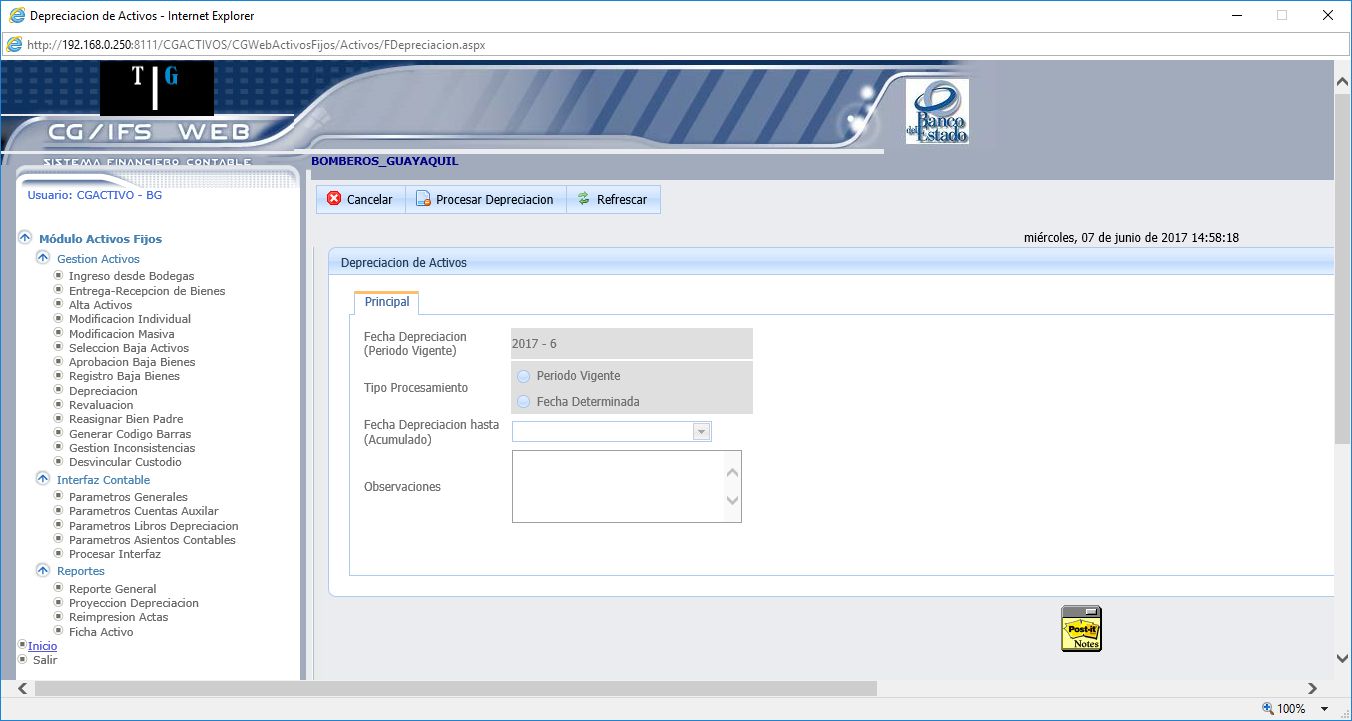 Depreciacion de Activos - Internet Explorer
http://192.168.0.250:8111/CGACTIVOS/CGWebActivosFijos/Activos/FDepreciacion.aspx
T G
CG/IFS WEB
SISTEMA FINANCIERO CONTABLE
Banco
del Estado
BOMBEROS_GUAYAQUIL
Usuario: CGACTIVO - BG
Cancelar
Procesar Depreciacion
Refrescar
miércoles, 07 de junio de 2017 14:58:18
Módulo Activos Fijos
Gestion Activos
Ingreso desde Bodegas
Entrega-Recepcion de Bienes
Alta Activos
Modificacion Individual
Modificacion Masiva
Seleccion Baja Activos
Aprobacion Baja Bienes
Registro Baja Bienes
Depreciacion
Revaluacion
Reasignar Bien Padre
Generar Codigo Barras
Gestion Inconsistencias
Desvincular Custodio
Interfaz Contable
Parametros Generales
Parametros Cuentas Auxilar
Parametros Libros Depreciacion
Parametros Asientos Contables
Procesar Interfaz
Reportes
Reporte General
Proyeccion Depreciacion
Reimpresion Actas
Ficha Activo
Inicio
Salir
Depreciacion de Activos
Principal
Fecha Depreciacion
(Periodo Vigente)
2017 - 6
Tipo Procesamiento
Periodo Vigente
Fecha Determinada
Fecha Depreciacion hasta
(Acumulado)
Observaciones
Post-it
Notes
100%